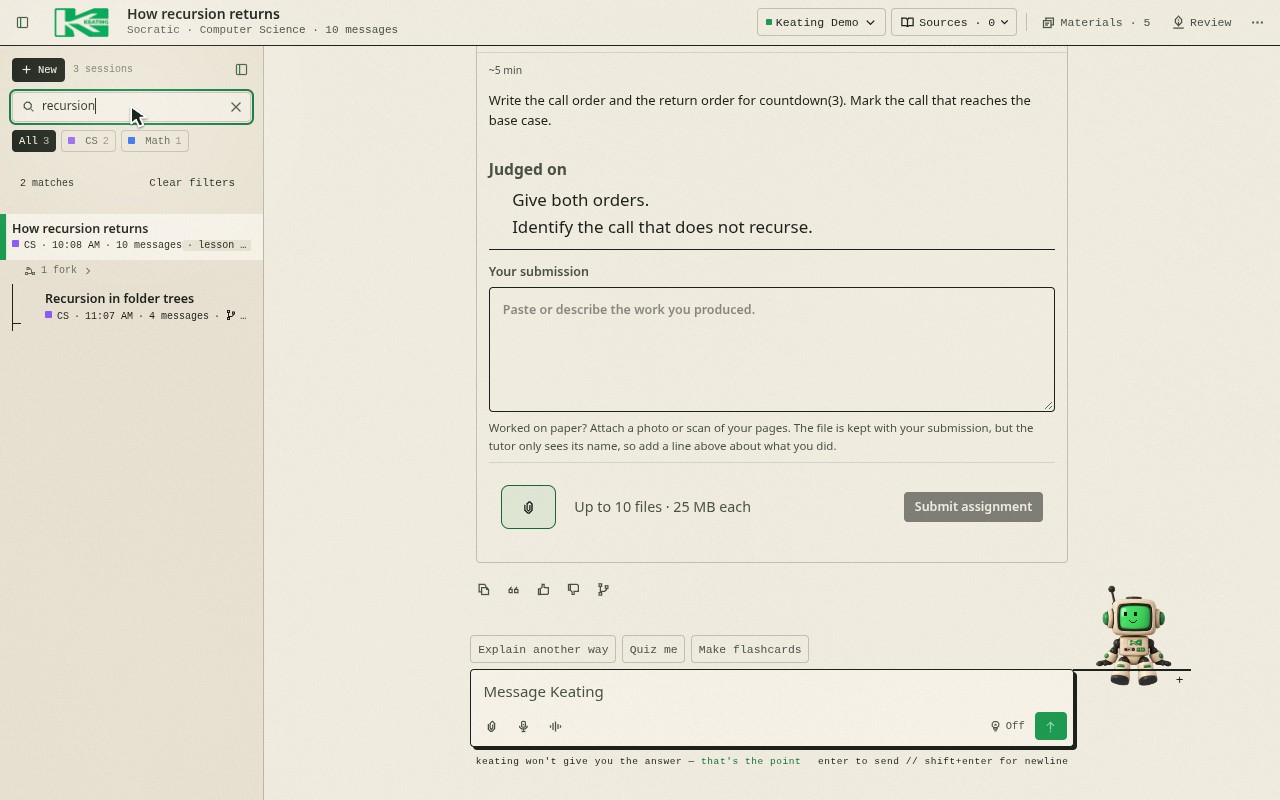 KEATING
How recursion returns
Socratic · Computer Science · 10 messages
Keating Demo
Sources · 0
Materials · 5
Review
New
3 sessions
recursion
All 3
CS 2
Math 1
2 matches
Clear filters
How recursion returns
CS · 10:08 AM · 10 messages · lesson …
1 fork
Recursion in folder trees
CS · 11:07 AM · 4 messages · …
~5 min
Write the call order and the return order for countdown(3). Mark the call that reaches the
base case.
Judged on
Give both orders.
Identify the call that does not recurse.
Your submission
Paste or describe the work you produced.
Worked on paper? Attach a photo or scan of your pages. The file is kept with your submission, but the
tutor only sees its name, so add a line above about what you did.
Up to 10 files · 25 MB each
Submit assignment
Explain another way
Quiz me
Make flashcards
Message Keating
Off
keating won't give you the answer — that's the point
enter to send // shift+enter for newline